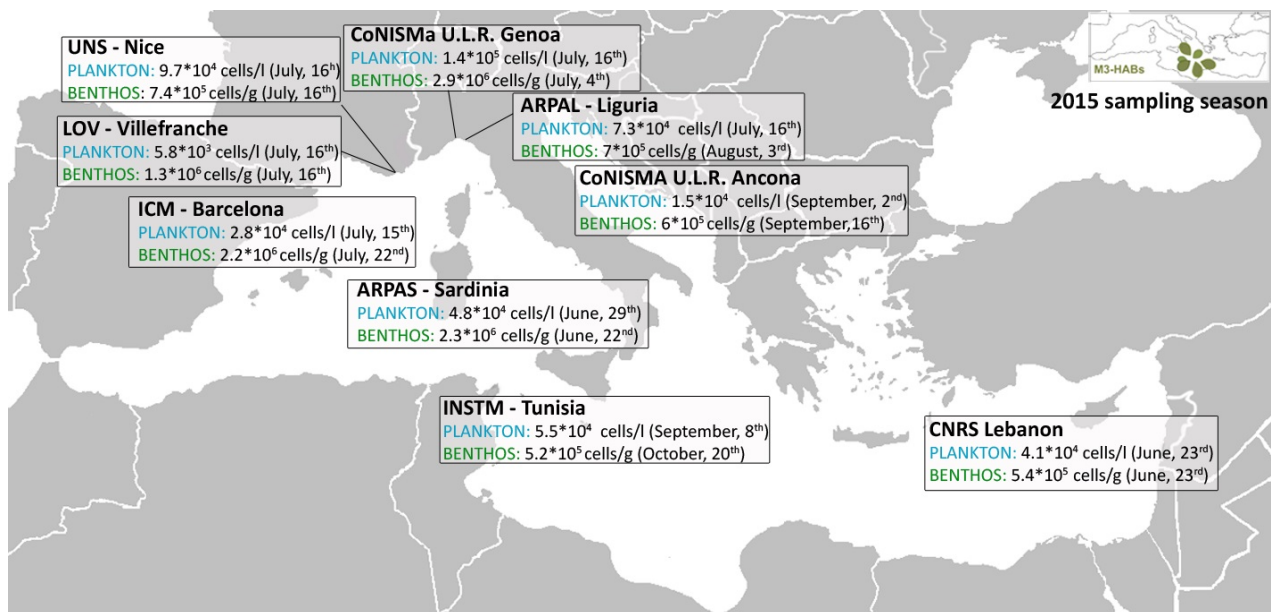 UNS - Nice
PLANKTON: 9.7*10⁴ cells/l (July, 16ʰ)
BENTHOS: 7.4*10⁵ cells/g (July, 16ᵗʰ)
LOV - Villefranche
PLANKTON: 5.8*10³ cells/l (July, 16ᵗʰ)
BENTHOS: 1.3*10⁶ cells/g (July, 16ᵗʰ)
ICM - Barcelona
PLANKTON: 2.8*10⁴ cells/l (July, 15ᵗʰ)
BENTHOS: 2.2*10⁶ cells/g (July, 22ⁿᵈ)
CoNISMa U.L.R. Genoa
PLANKTON: 1.4*10⁵ cells/l (July, 16ᵗʰ)
BENTHOS: 2.9*10⁶ cells/g (July, 4ᵗʰ)
ARPAL - Liguria
PLANKTON: 7.3*10⁴ cells/l (July, 16ᵗʰ)
BENTHOS: 7*10⁵ cells/g (August, 3ʳᵈ)
CoNISMA U.L.R. Ancona
PLANKTON: 1.5*10⁴ cells/l (September, 2ⁿᵈ)
BENTHOS: 6*10⁵ cells/g (September,16ᵗʰ)
ARPAS - Sardinia
PLANKTON: 4.8*10⁴ cells/l (June, 29ᵗʰ)
BENTHOS: 2.3*10⁶ cells/g (June, 22ⁿᵈ)
INSTM - Tunisia
PLANKTON: 5.5*10⁴ cells/l (September, 8ᵗʰ)
BENTHOS: 5.2*10⁵ cells/g (October, 20ᵗʰ)
CNRS Lebanon
PLANKTON: 4.1*10⁴ cells/l (June, 23ʳᵈ)
BENTHOS: 5.4*10⁵ cells/g (June, 23ʳᵈ)
M3-HABs
2015 sampling season